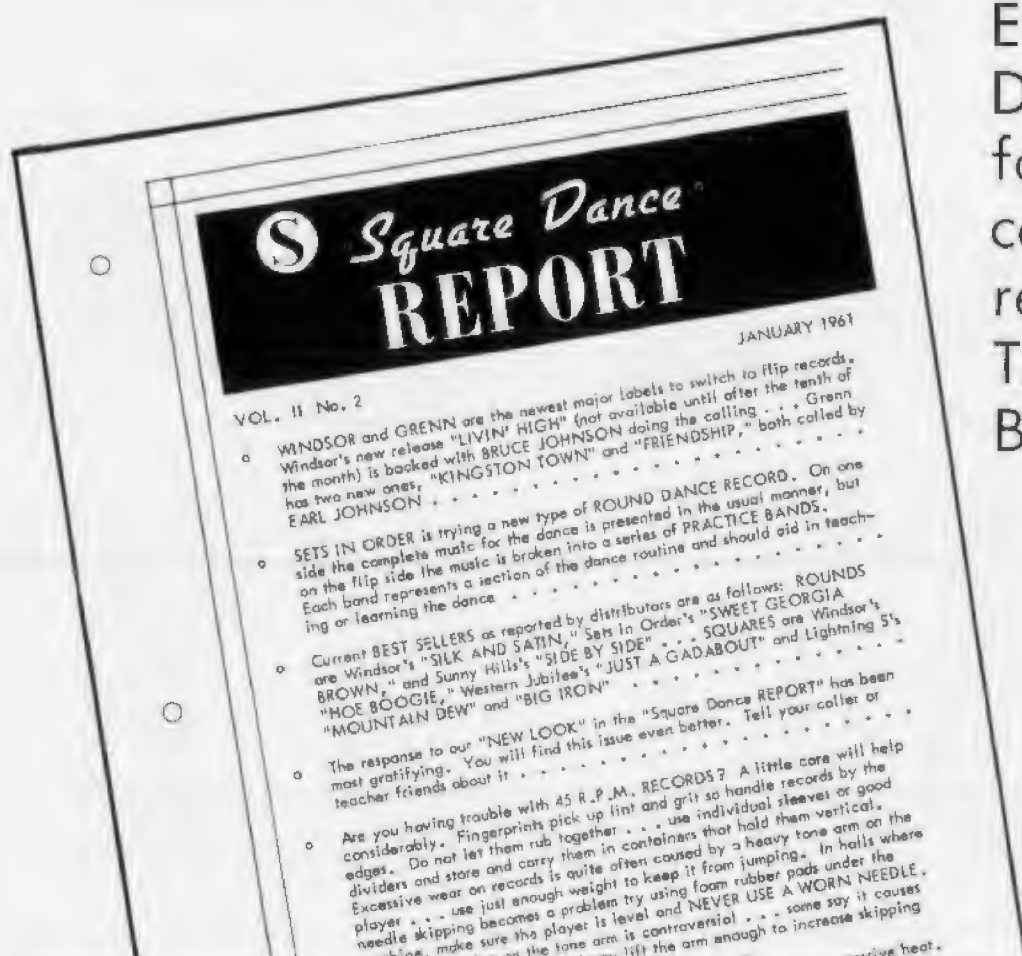 S Square Dance
REPORT
JANUARY 1961
VOL. II No. 2
o WINDSOR and GRENN are the newest major labels to switch to flip records.
Windsor's new release "LIVIN' HIGH" (not available until after the tenth of
the month) is backed with BRUCE JOHNSON doing the calling . . . Grenn
has two new ones, "KINGSTON TOWN" and "FRIENDSHIP," both called by
EARL JOHNSON . . . . . . . . . . . . . . . . .
o SETS IN ORDER is trying a new type of ROUND DANCE RECORD. On one
side the complete music for the dance is presented in the usual manner, but
on the flip side the music is broken into a series of PRACTICE BANDS.
Each band represents a section of the dance routine and should aid in teach-
ing or learning the dance . . . . . . . . . . . . . .
o Current BEST SELLERS as reported by distributors are as follows: ROUNDS
are Windsor's "SILK AND SATIN," Sets in Order's "SWEET GEORGIA
BROWN," and Sunny Hills's "SIDE BY SIDE" . . . SQUARES are Windsor's
"HOE BOOGIE," Western Jubilee's "JUST A GADABOUT" and Lightning S's
"MOUNTAIN DEW" and "BIG IRON" . . . . . . . . . . .
o The response to our "NEW LOOK" in the "Square Dance REPORT" has been
most gratifying. You will find this issue even better. Tell your caller or
teacher friends about it . . . . . . . . . . . . . . .
o Are you having trouble with 45 R.P.M. RECORDS? A little care will help
considerably. Fingerprints pick up lint and grit so handle records by the
edges. Do not let them rub together . . . use individual sleeves or good
dividers and store and carry them in containers that hold them vertical.
Excessive wear on records is quite often caused by a heavy tone arm on the
player . . . use just enough weight to keep it from jumping. In halls where
needle skipping becomes a problem try using foam rubber pads under the
make sure the player is level and NEVER USE A WORN NEEDLE.
on the tone arm is controversial . . . some say it causes
lift the arm enough to increase skipping
heat.
E
D
fo
c
re
T
B